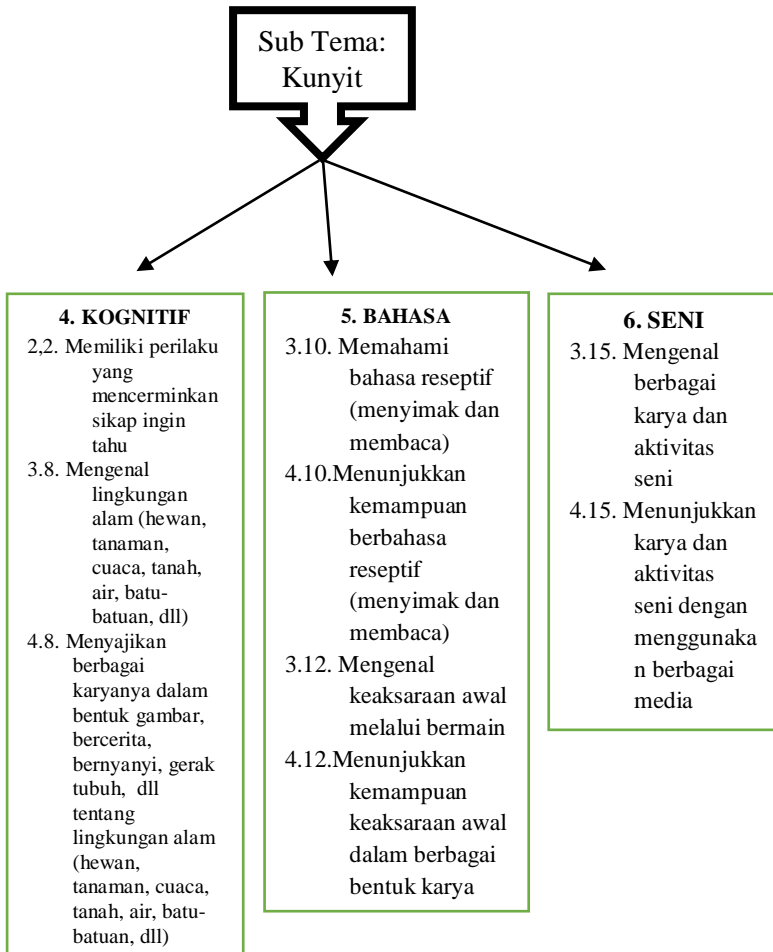 Sub Tema:
Kunyit
4. KOGNITIF
2,2. Memiliki perilaku
yang
mencerminkan
sikap ingin
tahu
3.8. Mengenal
lingkungan
alam (hewan,
tanaman,
cuaca, tanah,
air, batu-
batuan, dll)
4.8. Menyajikan
berbagai
karyanya dalam
bentuk gambar,
bercerita,
bernyanyi, gerak
tubuh, dll
tentang
lingkungan alam
(hewan,
tanaman, cuaca,
tanah, air, batu-
batuan, dll)
5. BAHASA
3.10. Memahami
bahasa reseptif
(menyimak dan
membaca)
4.10.Menunjukkan
kemampuan
berbahasa
reseptif
(menyimak dan
membaca)
3.12. Mengenal
keaksaraan awal
melalui bermain
4.12.Menunjukkan
kemampuan
keaksaraan awal
dalam berbagai
bentuk karya
6. SENI
3.15. Mengenal
berbagai
karya dan
aktivitas
seni
4.15. Menunjukkan
karya dan
aktivitas
seni dengan
menggunaka
n berbagai
media